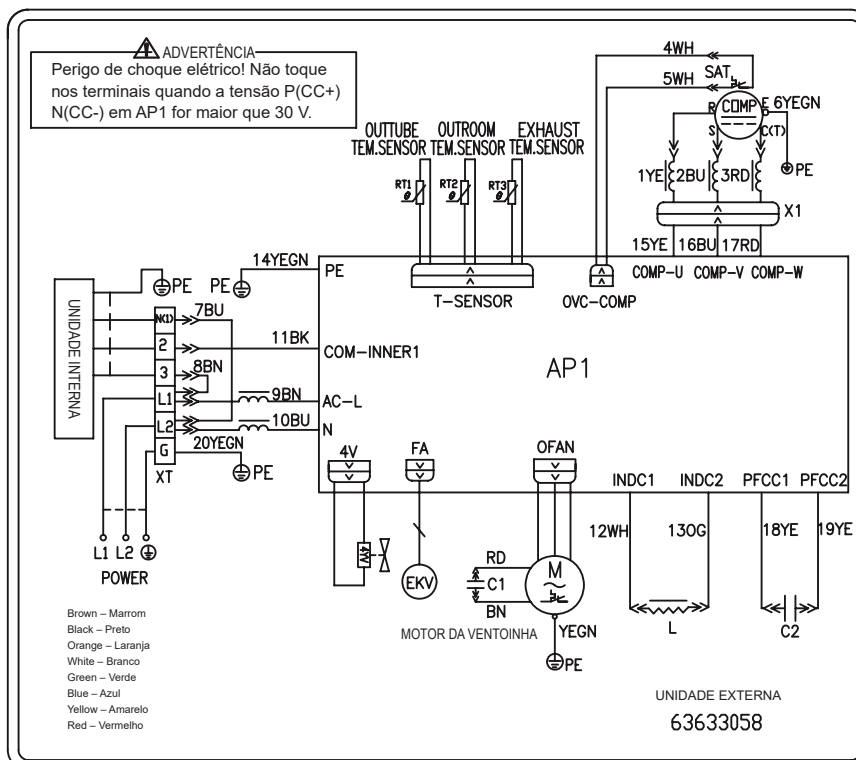 ADVERTÊNCIA
Perigo de choque elétrico! Não toque
nos terminais quando a tensão P(CC+)
N(CC-) em AP1 for maior que 30 V.
4WH
5WH
SAT
COMP
R
S
C(T)
E 6YEGN
PE
1YE 2BU 3RD
X1
15YE 16BU 17RD
OUTTUBE
TEM.SENSOR
OUTROOM
TEM.SENSOR
EXHAUST
TEM.SENSOR
RT1
θ
RT2
θ
RT3
θ
T-SENSOR
OVC-COMP
COMP-U COMP-V COMP-W
14YEGN
PE
PE
PE
UNIDADE INTERNA
N(1)
2
3
L1
L2
G
XT
7BU
11BK
8BN
9BN
10BU
20YEGN
PE
COM-INNER1
AC-L
N
AP1
4V
FA
OFAN
INDC1 INDC2 PFCC1 PFCC2
12WH
13OG
18YE
19YE
4YV
EKV
RD
C1
BN
M
YEGN
PE
MOTOR DA VENTOINHA
L
C2
L1 L2
POWER
Brown – Marrom
Black – Preto
Orange – Laranja
White – Branco
Green – Verde
Blue – Azul
Yellow – Amarelo
Red – Vermelho
UNIDADE EXTERNA
63633058